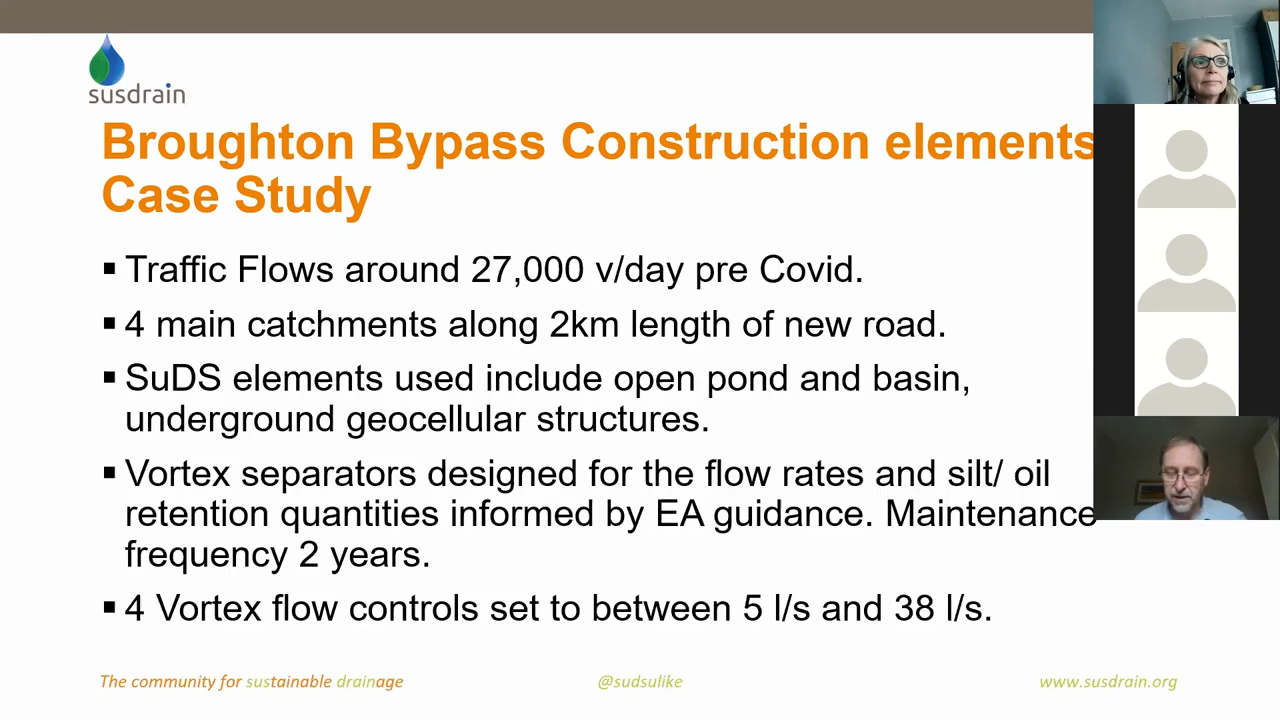 susdrain
Broughton Bypass Construction elements
Case Study
▪ Traffic Flows around 27,000 v/day pre Covid.
▪ 4 main catchments along 2km length of new road.
▪ SuDS elements used include open pond and basin,
underground geocellular structures.
▪ Vortex separators designed for the flow rates and silt/ oil
retention quantities informed by EA guidance. Maintenance
frequency 2 years.
▪ 4 Vortex flow controls set to between 5 l/s and 38 l/s.
The community for sustainable drainage
@sudsulike
www.susdrain.org